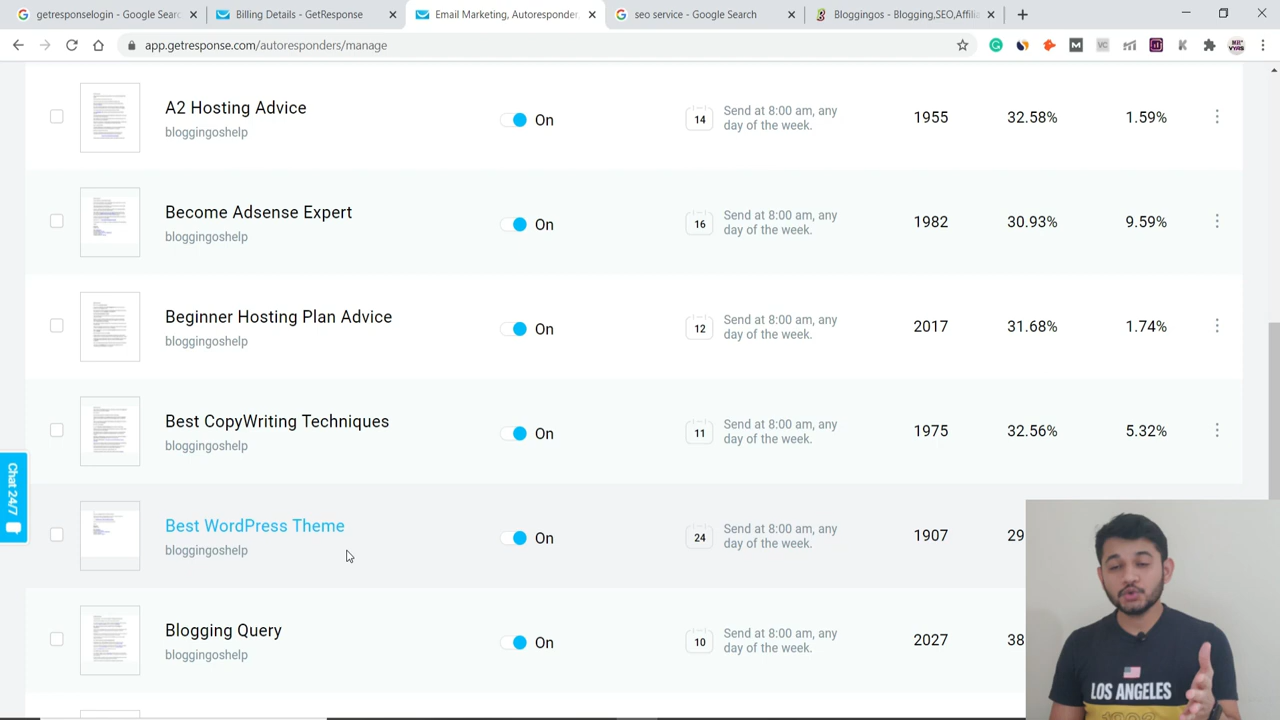 getresponselogin - Google Searc
Billing Details - GetResponse
Email Marketing, Autoresponder
seo service - Google Search
Bloggingos - Blogging,SEO,Affilia
app.getresponse.com/autoresponders/manage
A2 Hosting Advice
bloggingoshelp
On
14
Send at 8:00 am, any
day of the week.
1955
32.58%
1.59%
Become Adsense Expert
bloggingoshelp
On
16
Send at 8:00 am, any
day of the week.
1982
30.93%
9.59%
Beginner Hosting Plan Advice
bloggingoshelp
On
12
Send at 8:00 am, any
day of the week.
2017
31.68%
1.74%
Best CopyWriting Techniques
bloggingoshelp
On
11
Send at 8:00 am, any
day of the week.
1975
32.56%
5.32%
Chat 24/7
Best WordPress Theme
bloggingoshelp
On
24
Send at 8:00 am, any
day of the week.
1907
29
Blogging Query
bloggingoshelp
On
10
Send at 8:00 am, any
day of the week.
2027
38
LOS ANGELES